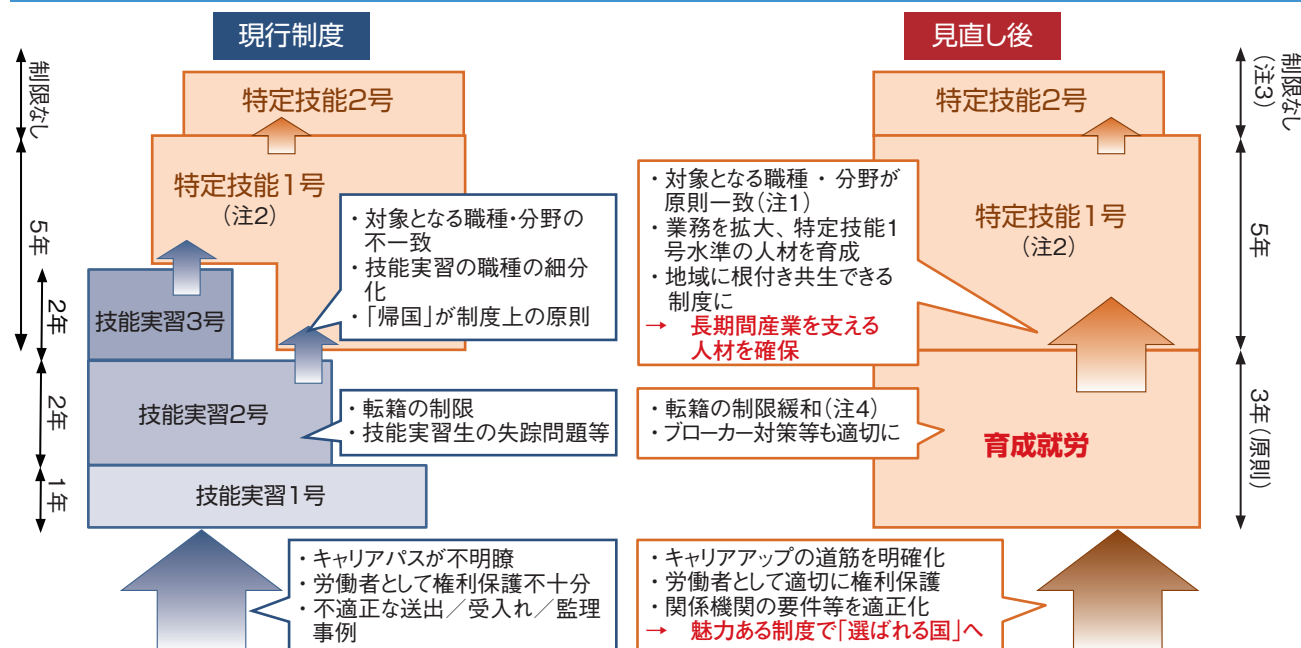 現行制度
制限なし
5年
2年
2年
1年
特定技能2号
特定技能1号
(注2)
技能実習3号
技能実習2号
技能実習1号
・対象となる職種・分野の
不一致
・技能実習の職種の細分
化
・「帰国」が制度上の原則
・転籍の制限
・技能実習生の失踪問題等
・キャリアパスが不明瞭
・労働者として権利保護不十分
・不適正な送出／受入れ／監理
事例
見直し後
特定技能2号
特定技能1号
(注2)
育成就労
・対象となる職種・分野が
原則一致(注1)
・業務を拡大、特定技能1
号水準の人材を育成
・地域に根付き共生できる
制度に
→ 長期間産業を支える
人材を確保
・転籍の制限緩和(注4)
・ブローカー対策等も適切に
・キャリアアップの道筋を明確化
・労働者として適切に権利保護
・関係機関の要件等を適正化
→ 魅力ある制度で「選ばれる国」へ
制限なし
(注3)
5年
3年(原則)